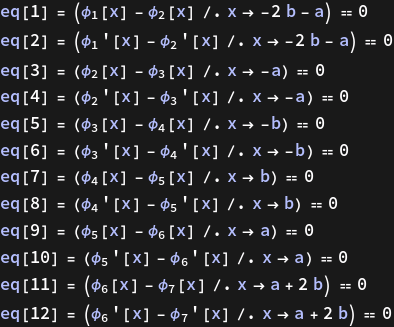 eq[1] = (ϕ₁[x] - ϕ₂[x] /. x → -2 b - a) == 0
eq[2] = (ϕ₁'[x] - ϕ₂'[x] /. x → -2 b - a) == 0
eq[3] = (ϕ₂[x] - ϕ₃[x] /. x → -a) == 0
eq[4] = (ϕ₂'[x] - ϕ₃'[x] /. x → -a) == 0
eq[5] = (ϕ₃[x] - ϕ₄[x] /. x → -b) == 0
eq[6] = (ϕ₃'[x] - ϕ₄'[x] /. x → -b) == 0
eq[7] = (ϕ₄[x] - ϕ₅[x] /. x → b) == 0
eq[8] = (ϕ₄'[x] - ϕ₅'[x] /. x → b) == 0
eq[9] = (ϕ₅[x] - ϕ₆[x] /. x → a) == 0
eq[10] = (ϕ₅'[x] - ϕ₆'[x] /. x → a) == 0
eq[11] = (ϕ₆[x] - ϕ₇[x] /. x → a + 2 b) == 0
eq[12] = (ϕ₆'[x] - ϕ₇'[x] /. x → a + 2 b) == 0